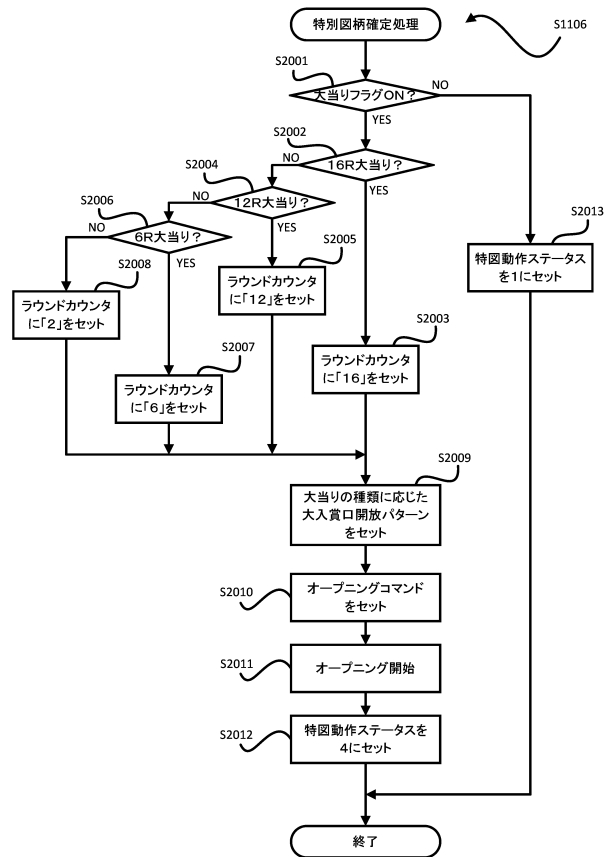 特別図柄確定処理
S1106
S2001
大当りフラグON？
NO
YES
S2002
16R大当り？
NO
YES
S2004
12R大当り？
NO
YES
S2006
6R大当り？
NO
YES
S2013
特図動作ステータス
を1にセット
S2008
ラウンドカウンタ
に「2」をセット
S2005
ラウンドカウンタ
に「12」をセット
S2003
ラウンドカウンタ
に「16」をセット
S2007
ラウンドカウンタ
に「6」をセット
S2009
大当りの種類に応じた
大入賞口開放パターン
をセット
S2010
オープニングコマンド
をセット
S2011
オープニング開始
S2012
特図動作ステータスを
4にセット
終了